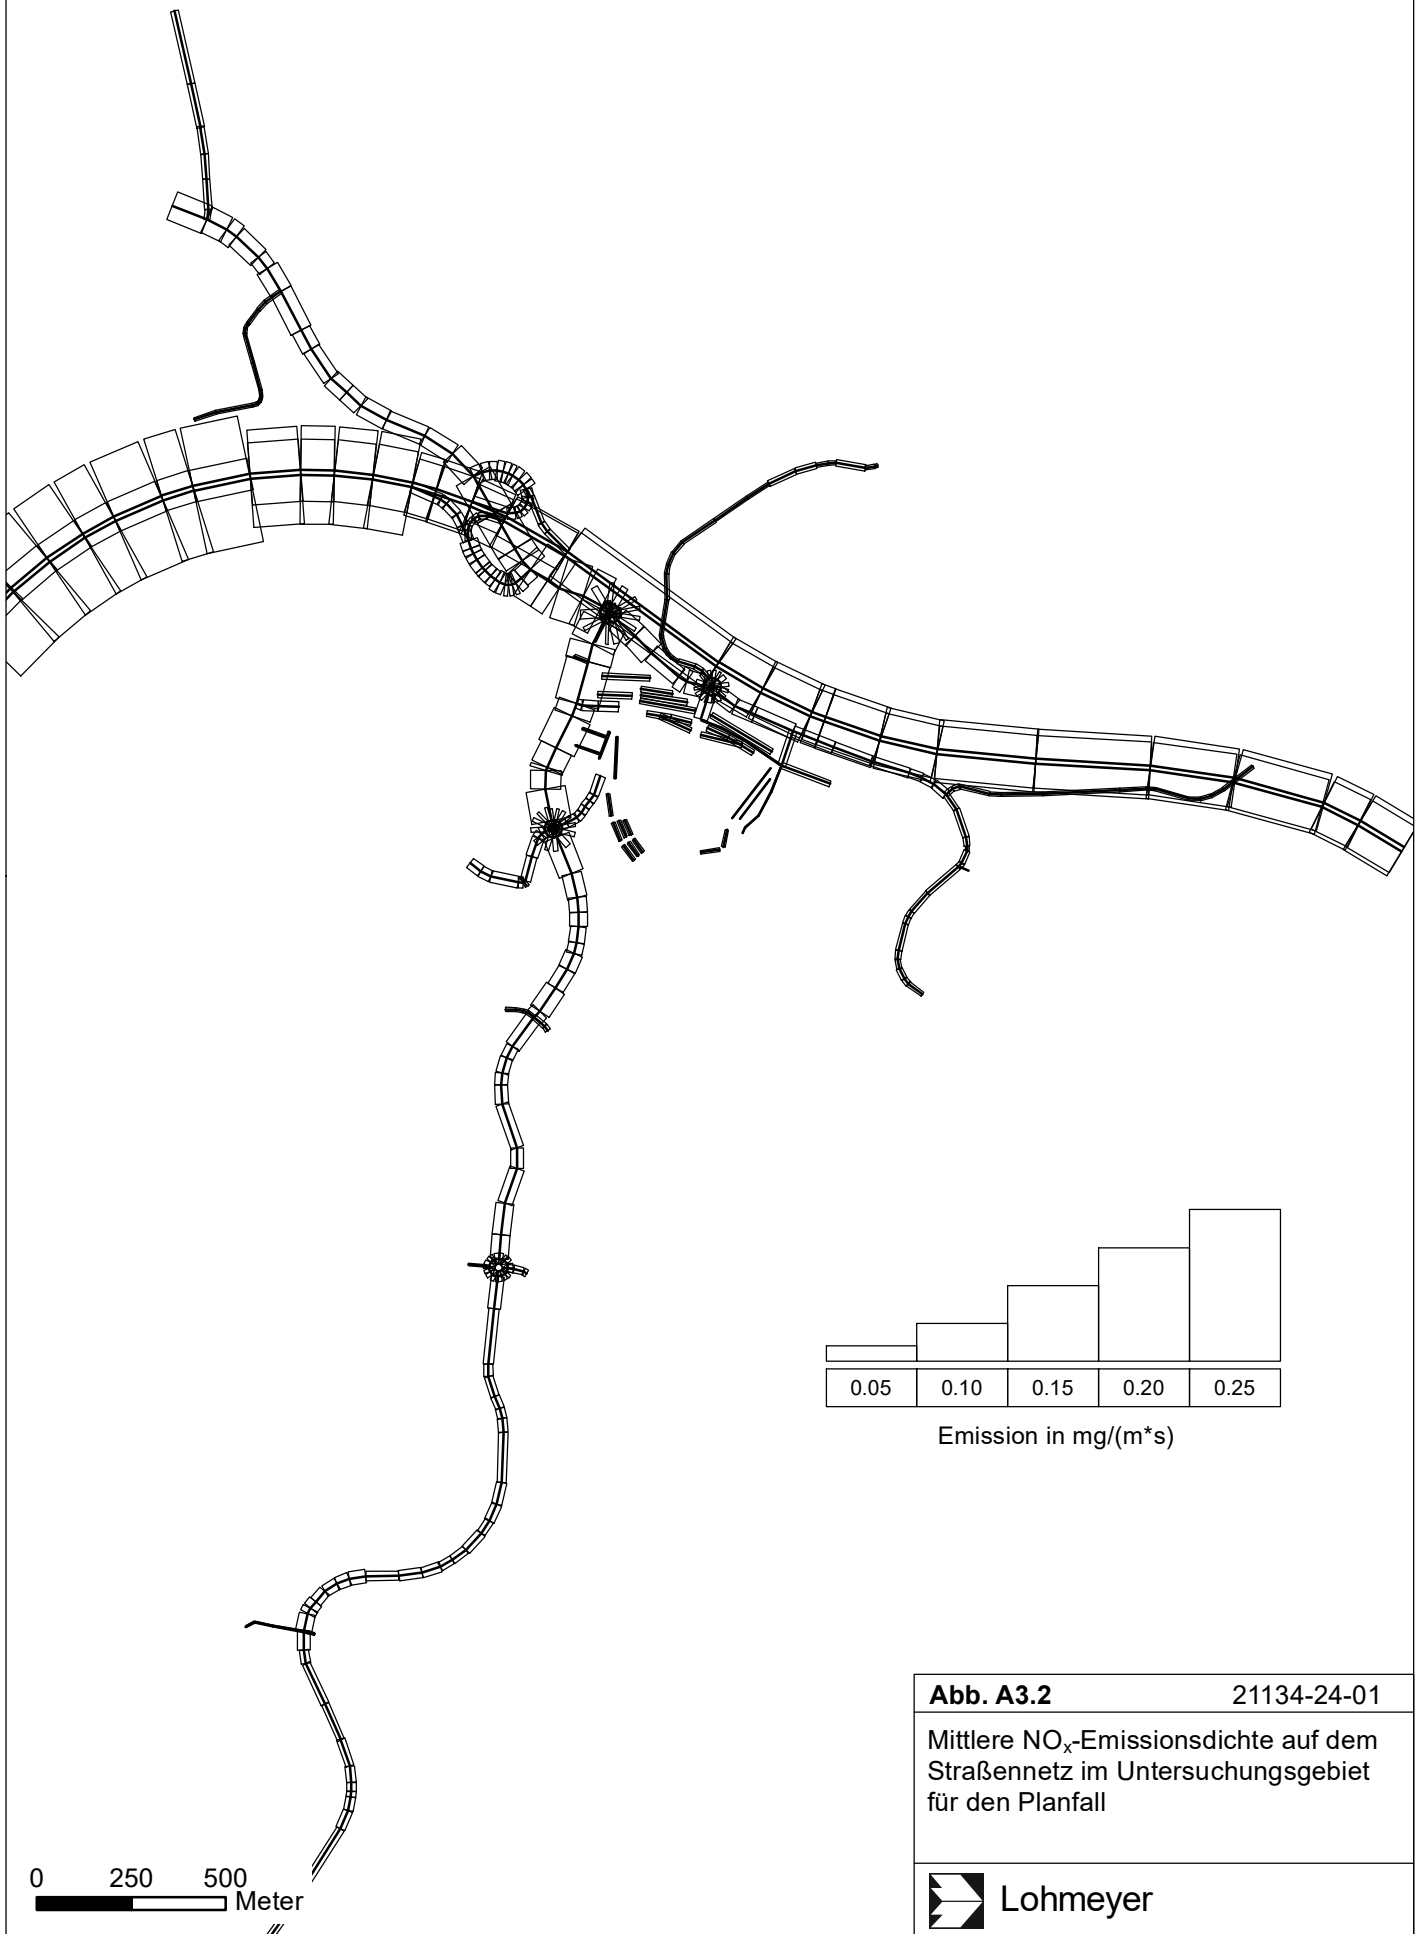 0.05 0.10 0.15 0.20 0.25
Emission in mg/(m*s)
Abb. A3.2 21134-24-01
Mittlere NOx-Emissionsdichte auf dem
Straßennetz im Untersuchungsgebiet
für den Planfall
0 250 500
Meter
Lohmeyer